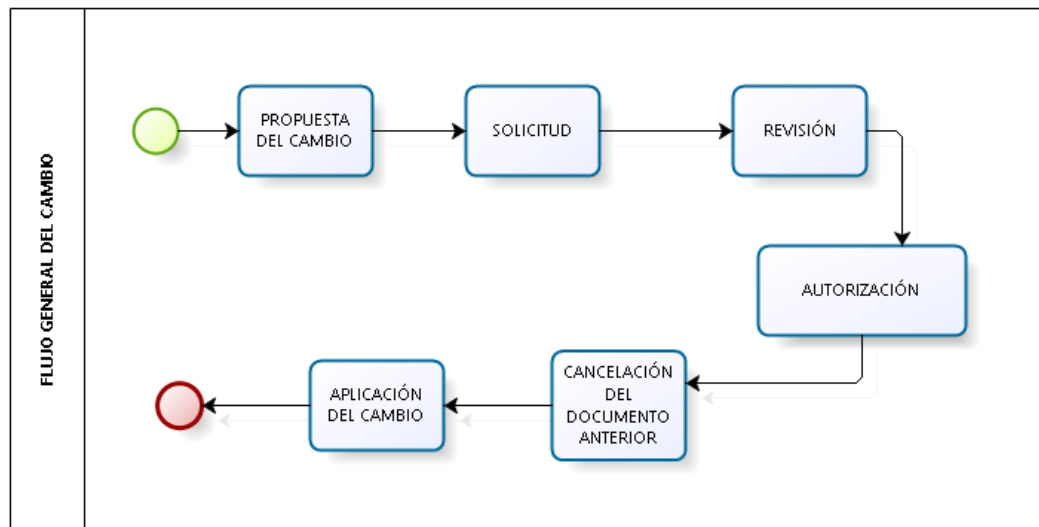 FLUJO GENERAL DEL CAMBIO
PROPUESTA
DEL CAMBIO
SOLICITUD
REVISIÓN
AUTORIZACIÓN
CANCELACIÓN
DEL
DOCUMENTO
ANTERIOR
APLICACIÓN
DEL CAMBIO